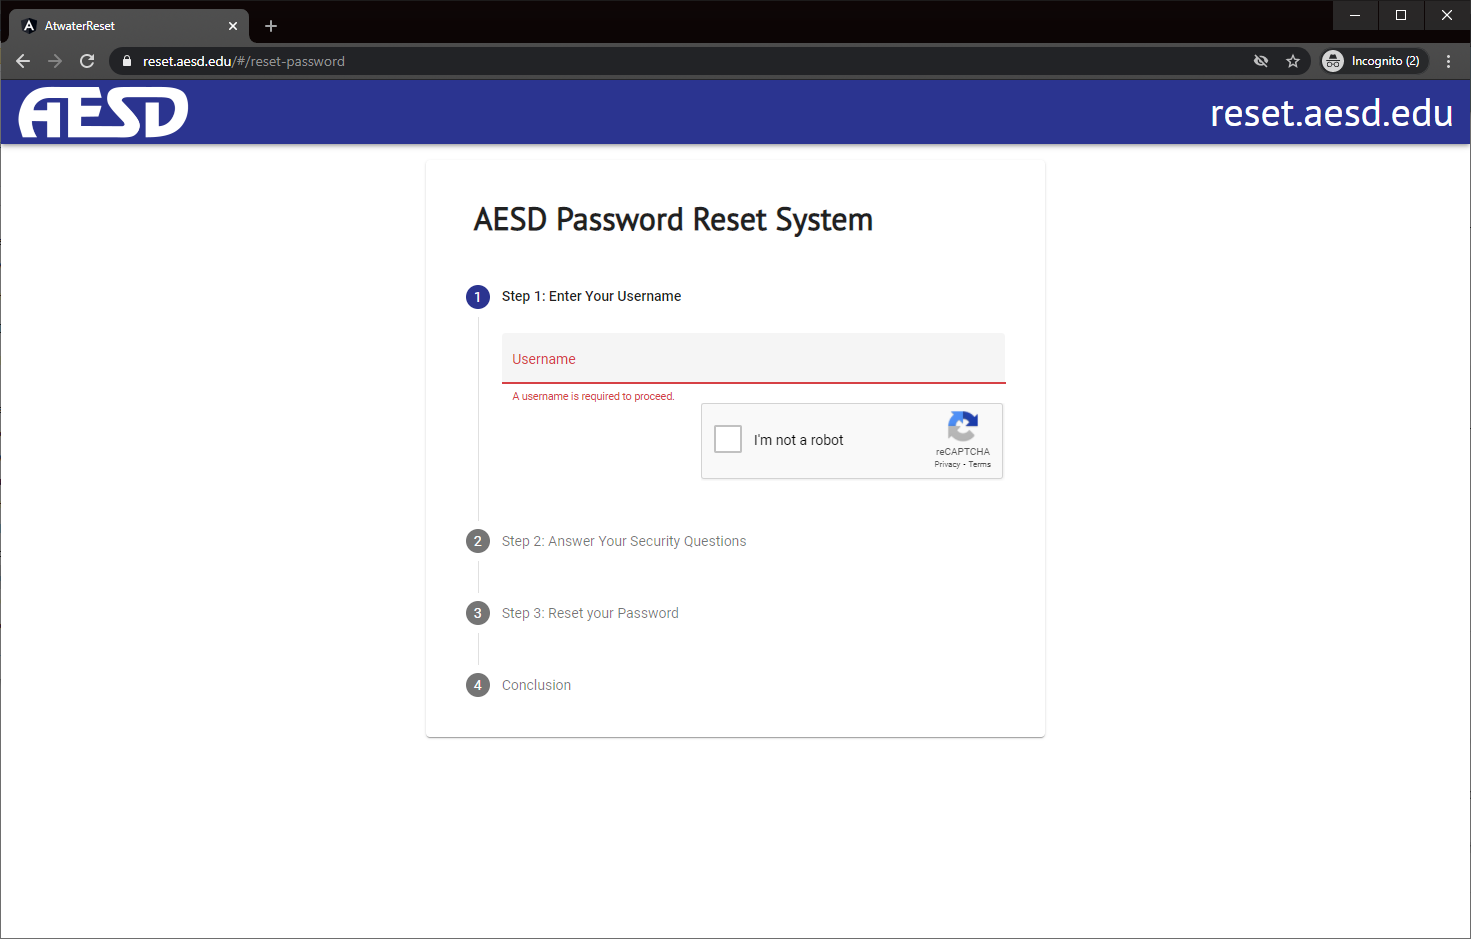 AtwaterReset
reset.aesd.edu/#/reset-password
Incognito (2)
AESD
reset.aesd.edu
AESD Password Reset System
1 Step 1: Enter Your Username
Username
A username is required to proceed.
I'm not a robot
reCAPTCHA
Privacy - Terms
2 Step 2: Answer Your Security Questions
3 Step 3: Reset your Password
4 Conclusion